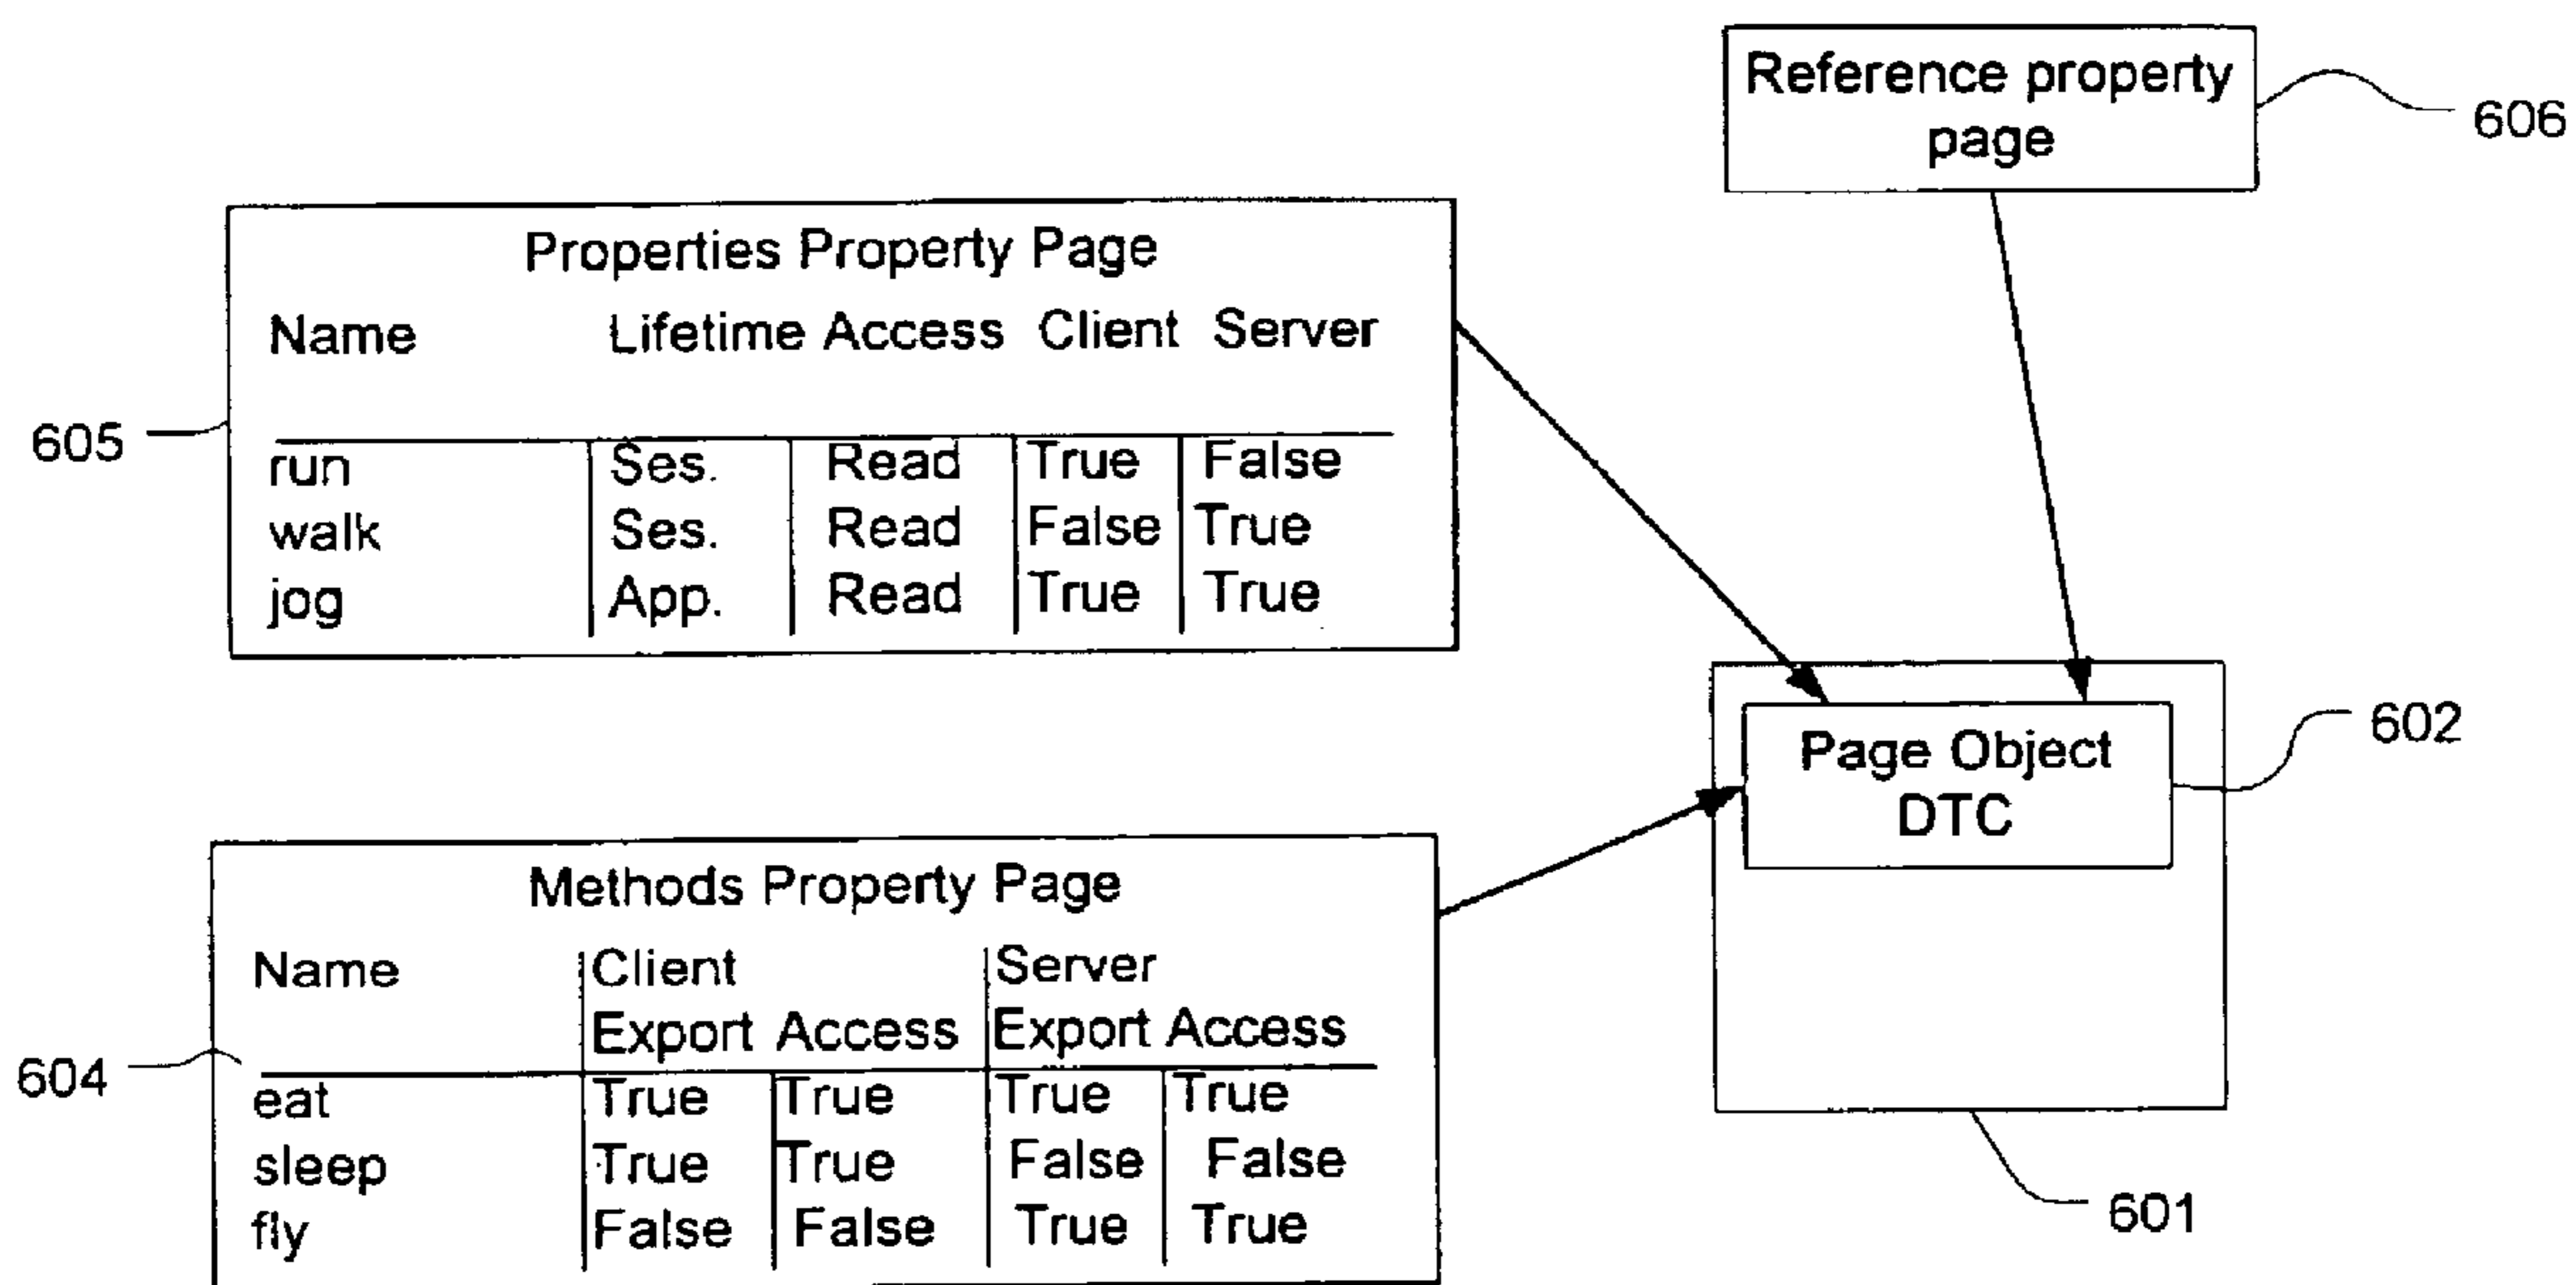 Reference property
page
606
Properties Property Page
Name Lifetime Access Client Server
605
run Ses. Read True False
walk Ses. Read False True
jog App. Read True True
Page Object
DTC
602
Methods Property Page
Name Client Server
Export Access Export Access
604
eat True True True True
sleep True True False False
fly False False True True
601